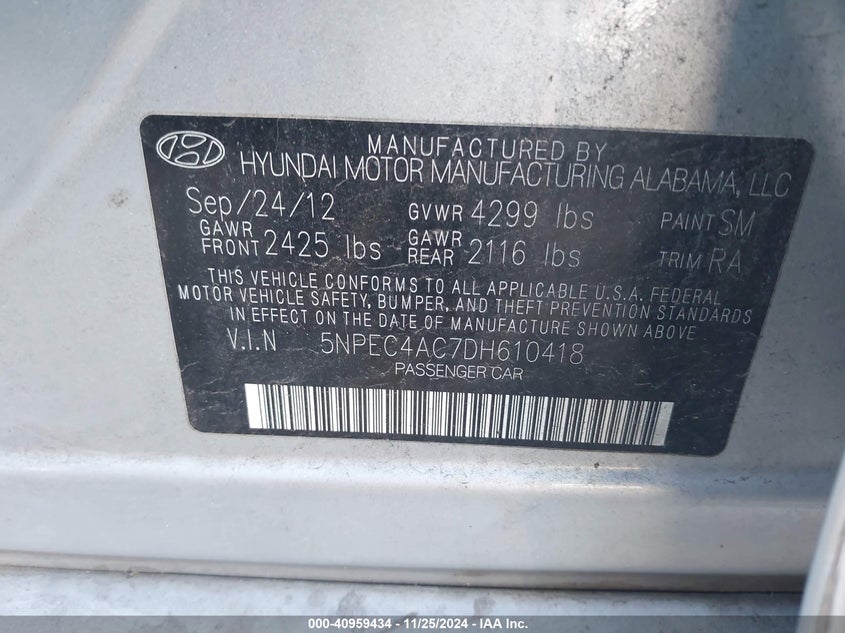 MANUFACTURED BY
HYUNDAI MOTOR MANUFACTURING ALABAMA, LLC
Sep/24/12 GVWR 4299 lbs PAINT SM
GAWR FRONT 2425 lbs GAWR REAR 2116 lbs TRIM RA
THIS VEHICLE CONFORMS TO ALL APPLICABLE U.S.A. FEDERAL
MOTOR VEHICLE SAFETY, BUMPER, AND THEFT PREVENTION STANDARDS
IN EFFECT ON THE DATE OF MANUFACTURE SHOWN ABOVE
V.I.N 5NPEC4AC7DH610418
PASSENGER CAR
000-40959434 - 11/25/2024 - IAAI.COM